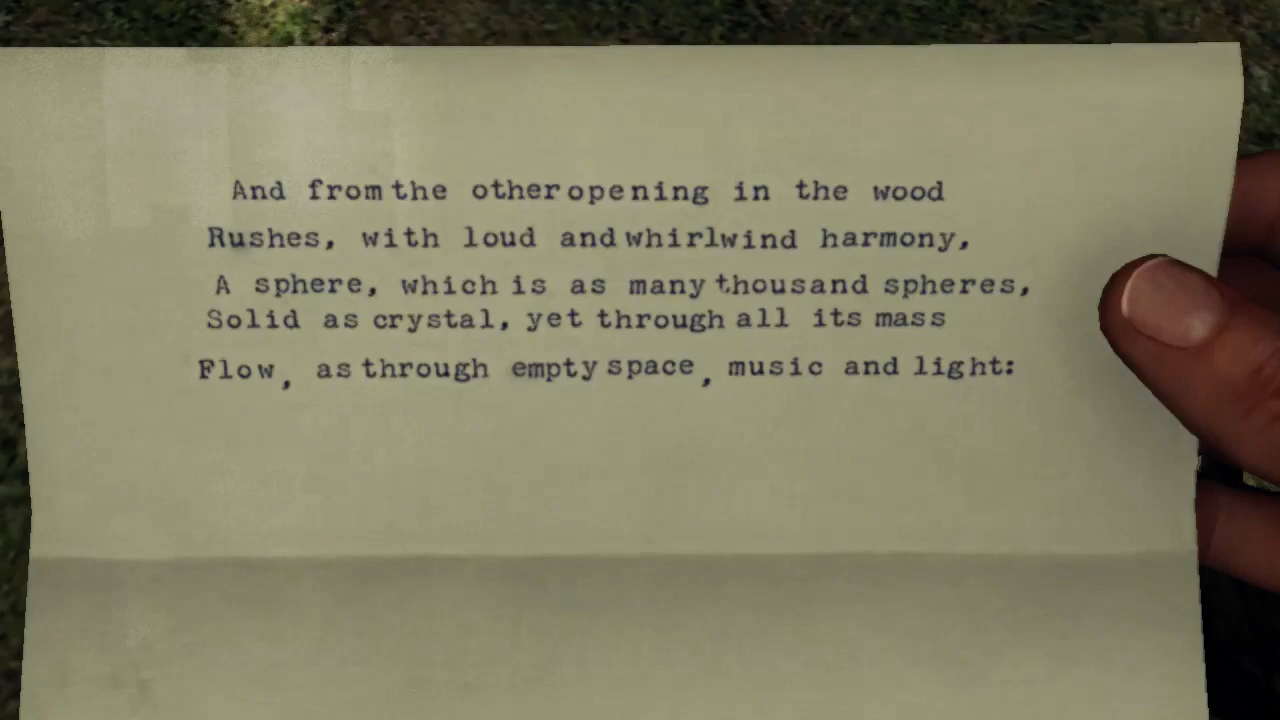 And from the other opening in the wood
Rushes, with loud and whirlwind harmony,
A sphere, which is as many thousand spheres,
Solid as crystal, yet through all its mass
Flow, as through empty space, music and light: